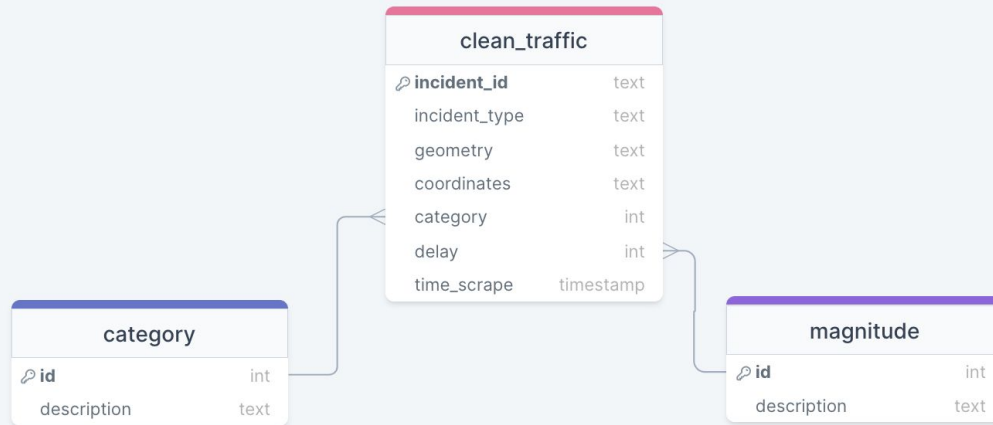 clean_traffic
incident_id text
incident_type text
geometry text
coordinates text
category int
delay int
time_scrape timestamp
category
id int
description text
magnitude
id int
description text